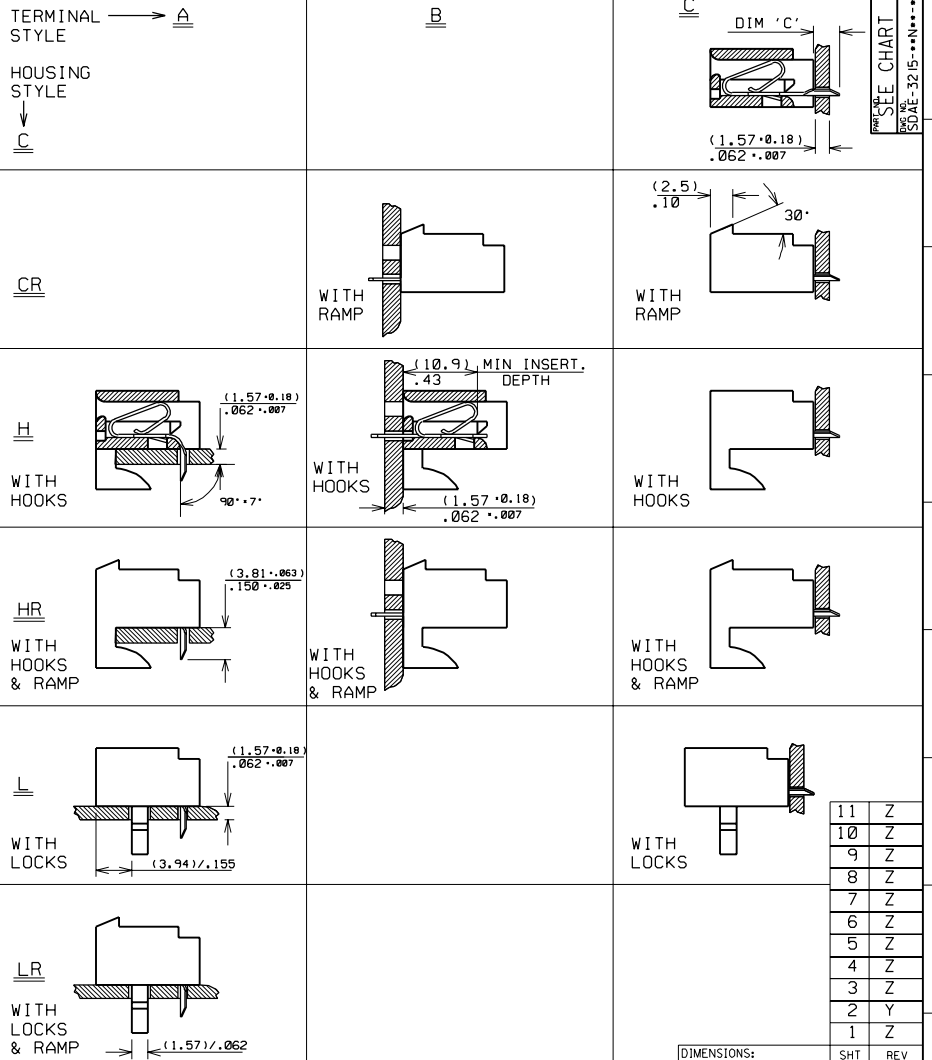 TERMINAL
STYLE
A
B
C
HOUSING
STYLE
C
DIM 'C'
(1.57·0.18)
.062 ·.007
PART NO.
SEE CHART
DWG NO.
CR
WITH
RAMP
(2.5)
.10
30°
WITH
RAMP
H
WITH
HOOKS
(1.57·0.18)
.062 ·.007
90°·7°
(10.9) MIN INSERT.
.43 DEPTH
WITH
HOOKS
(1.57·0.18)
.062 ·.007
WITH
HOOKS
HR
WITH
HOOKS
& RAMP
(3.81·.063)
.150·.025
WITH
HOOKS
& RAMP
WITH
HOOKS
& RAMP
L
WITH
LOCKS
(1.57·0.18)
.062·.007
(3.94)/.155
WITH
LOCKS
LR
WITH
LOCKS
& RAMP
(1.57)/.062
11 Z
10 Z
9 Z
8 Z
7 Z
6 Z
5 Z
4 Z
3 Z
2 Y
1 Z
SHT REV
DIMENSIONS: